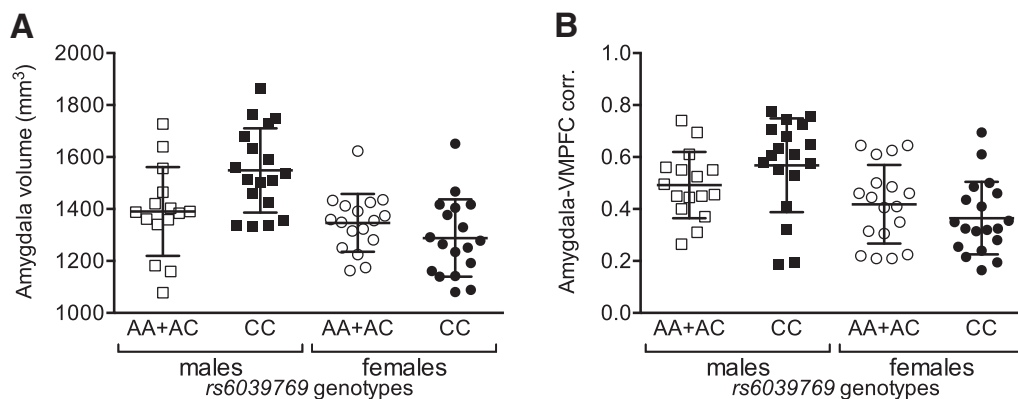 A
Amygdala volume (mm³)
2000
1800
1600
1400
1200
1000
AA+AC CC AA+AC CC
males females
rs6039769 genotypes
B
Amygdala-VMPFC corr.
1.0
0.8
0.6
0.4
0.2
0.0
AA+AC CC AA+AC CC
males females
rs6039769 genotypes